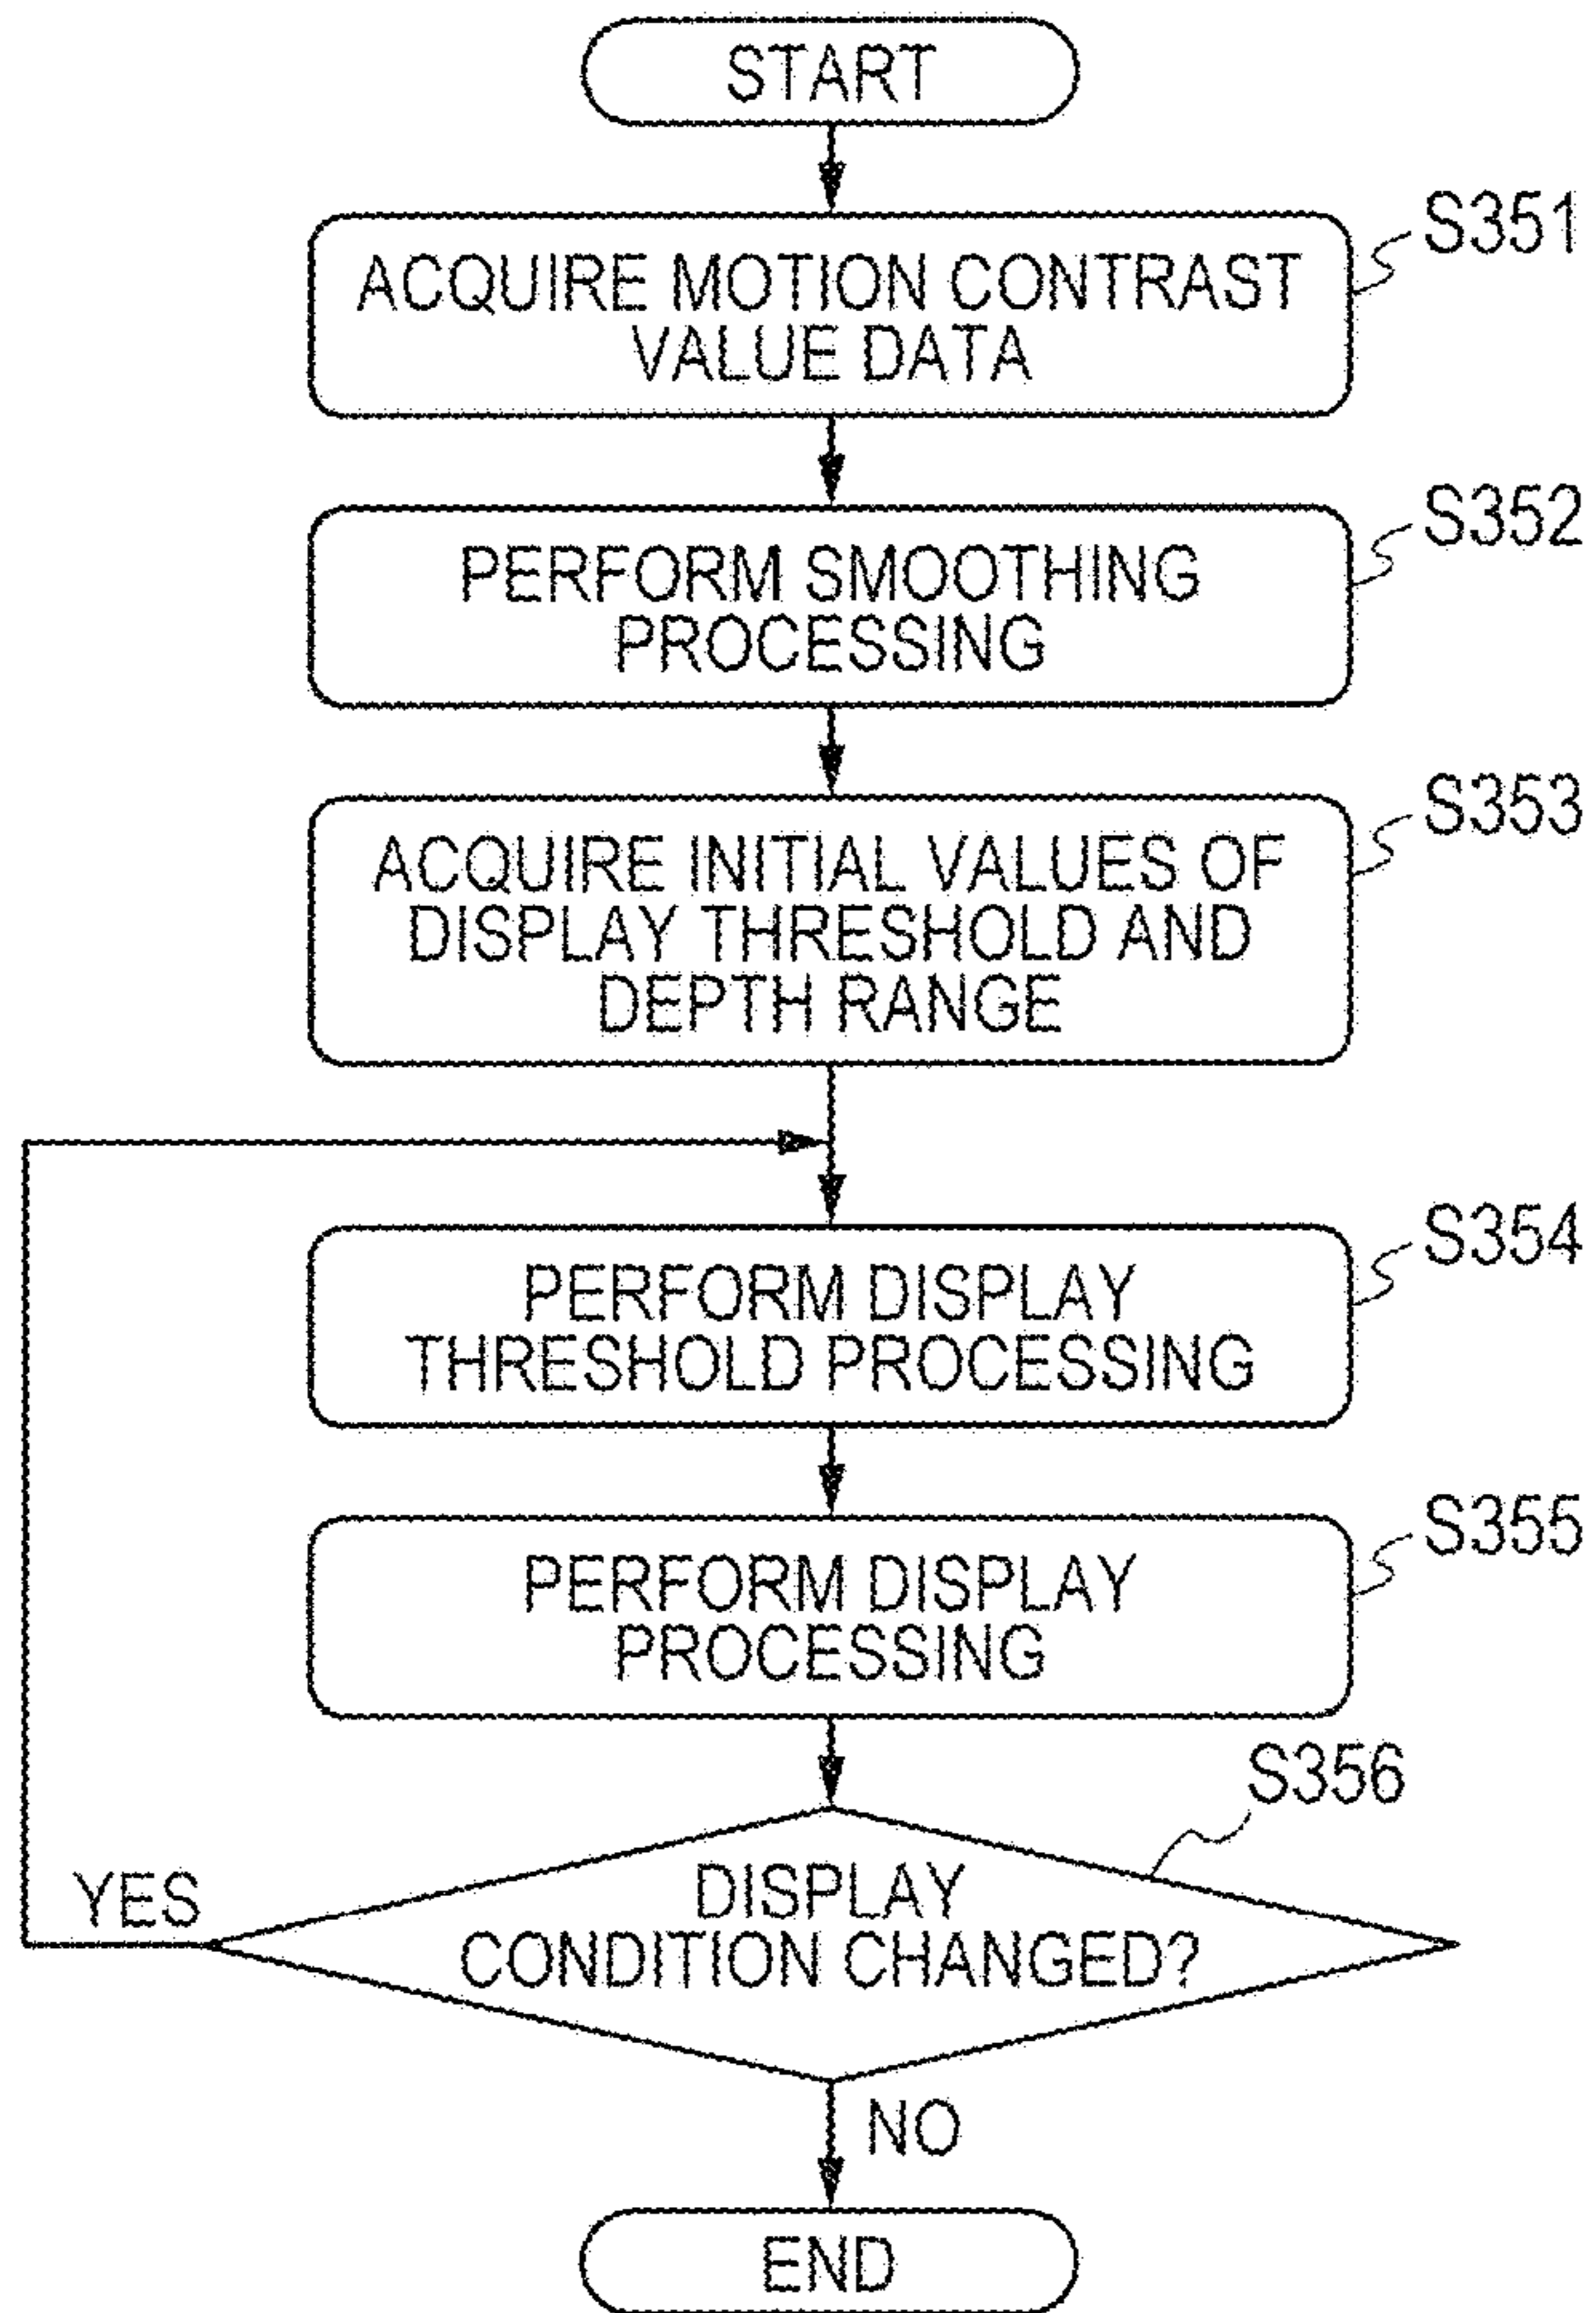 START
S351
ACQUIRE MOTION CONTRAST
VALUE DATA
S352
PERFORM SMOOTHING
PROCESSING
S353
ACQUIRE INITIAL VALUES OF
DISPLAY THRESHOLD AND
DEPTH RANGE
S354
PERFORM DISPLAY
THRESHOLD PROCESSING
S355
PERFORM DISPLAY
PROCESSING
S356
DISPLAY
CONDITION CHANGED?
YES
NO
END